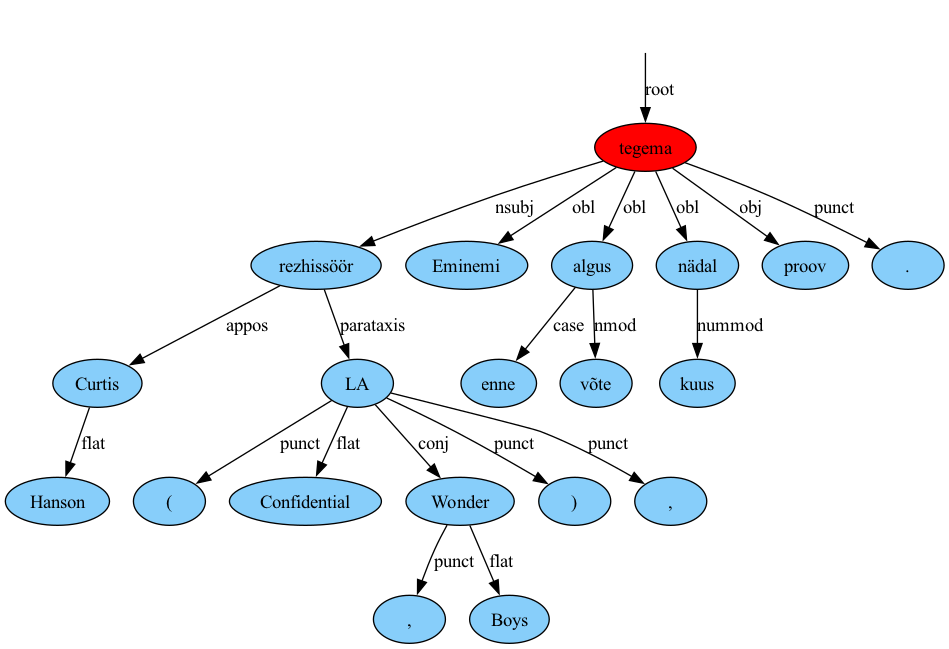 root
tegema
nsubj obl obl obl obj punct
rezhissöör Eminemi algus nädal proov .
appos parataxis case nmod nummod
Curtis LA enne võte kuus
flat punct flat conj punct punct
Hanson ( Confidential Wonder ) ,
punct flat
, Boys